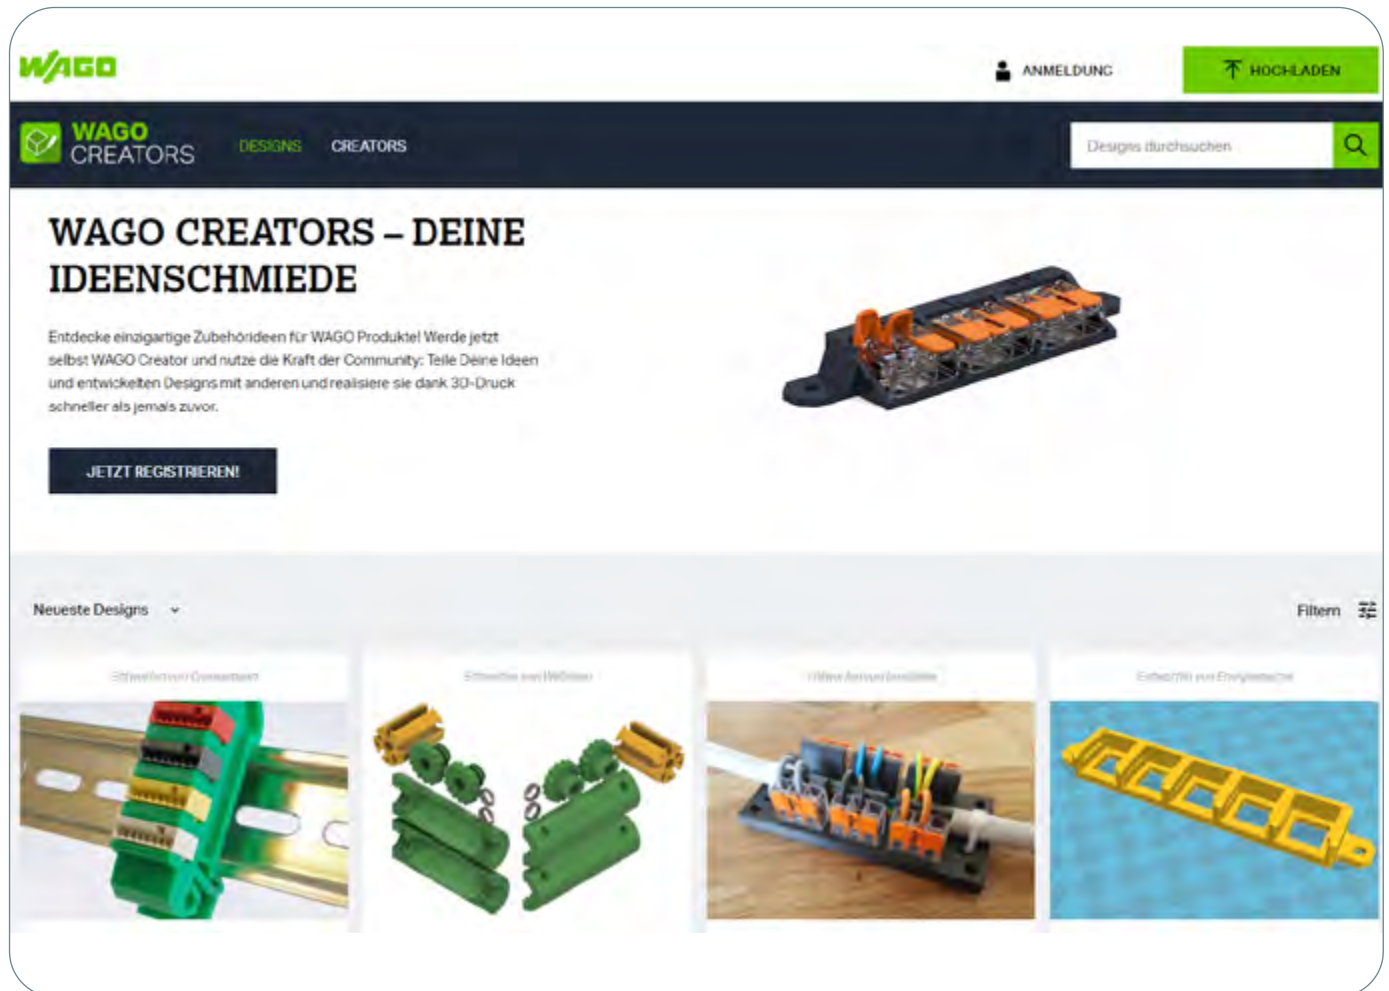 WAGO
ANMELDUNG
HOCHLADEN
WAGO
CREATORS
DESIGNS
CREATORS
Designs durchsuchen
WAGO CREATORS – DEINE
IDEENSCHMIEDE
Entdecke einzigartige Zubehörideen für WAGO Produkte! Werde jetzt
selbst WAGO Creator und nutze die Kraft der Community: Teile Deine Ideen
und entwickelten Designs mit anderen und realisiere sie dank 3D-Druck
schneller als jemals zuvor.
JETZT REGISTRIEREN!
Neueste Designs
Filtern